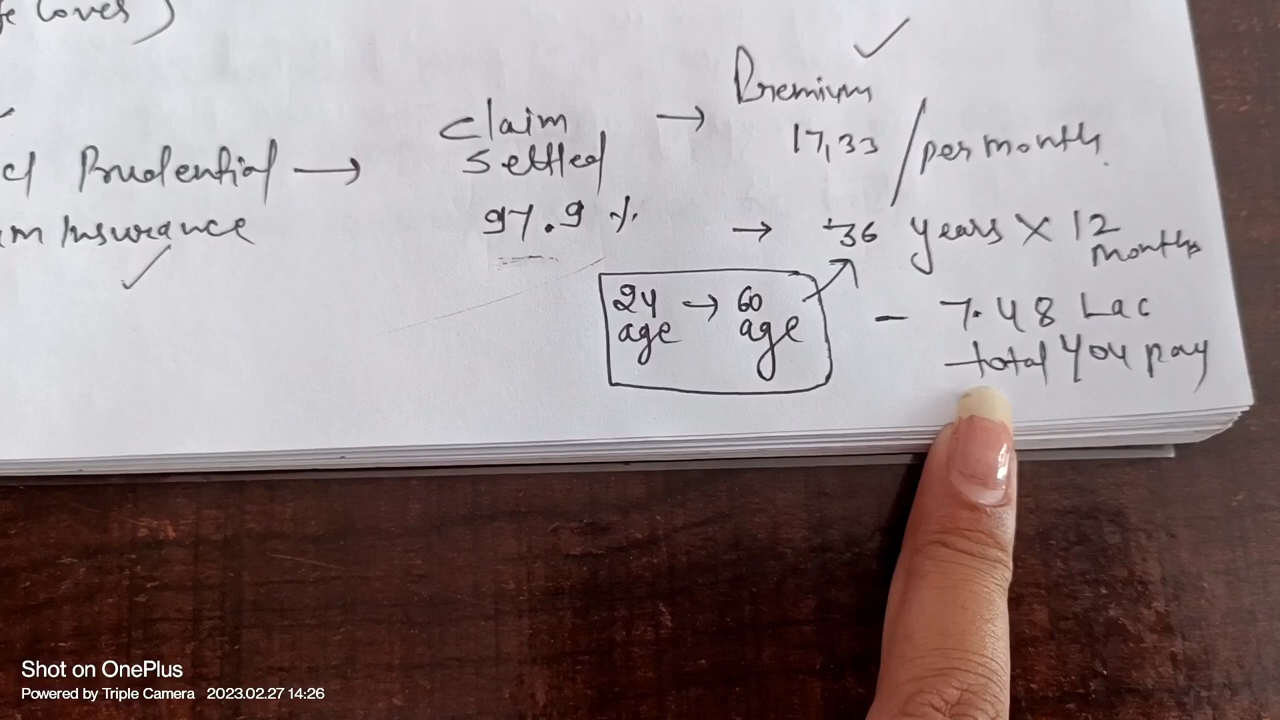 Loves)
Prudential →
Insurance
claim
settled
97.9 %
→ Premium
17,33 / per month
→ 36 years X 12
months
24 → 60
age age
- 7.48 Lac
total you pay
Shot on OnePlus
Powered by Triple Camera 2023.02.27 14:26